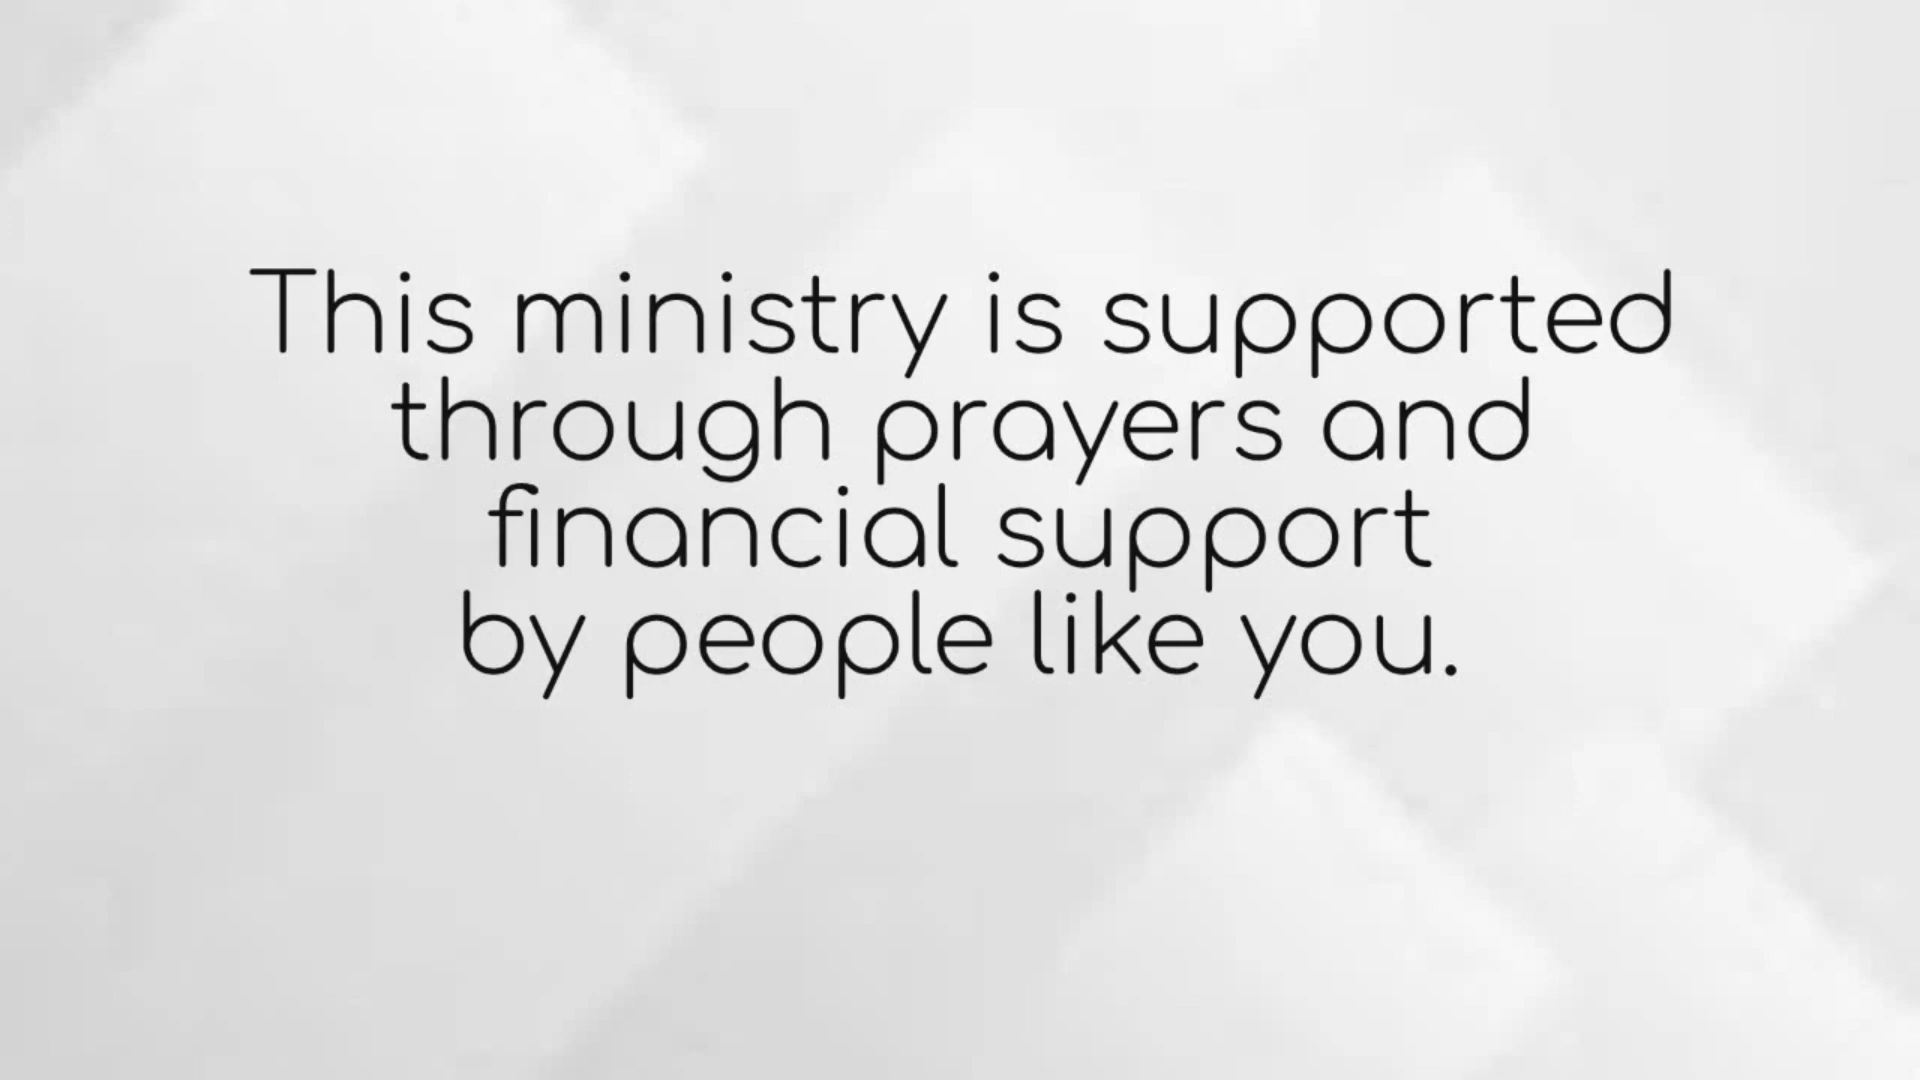 This ministry is supported
through prayers and
financial support
by people like you.